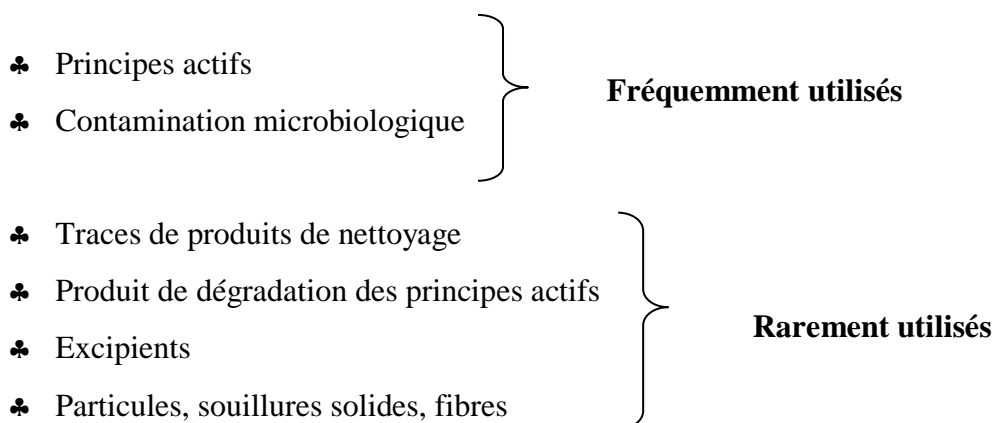 ♣ Principes actifs
Fréquemment utilisés
♣ Contamination microbiologique
♣ Traces de produits de nettoyage
♣ Produit de dégradation des principes actifs
Rarement utilisés
♣ Excipients
♣ Particules, souillures solides, fibres